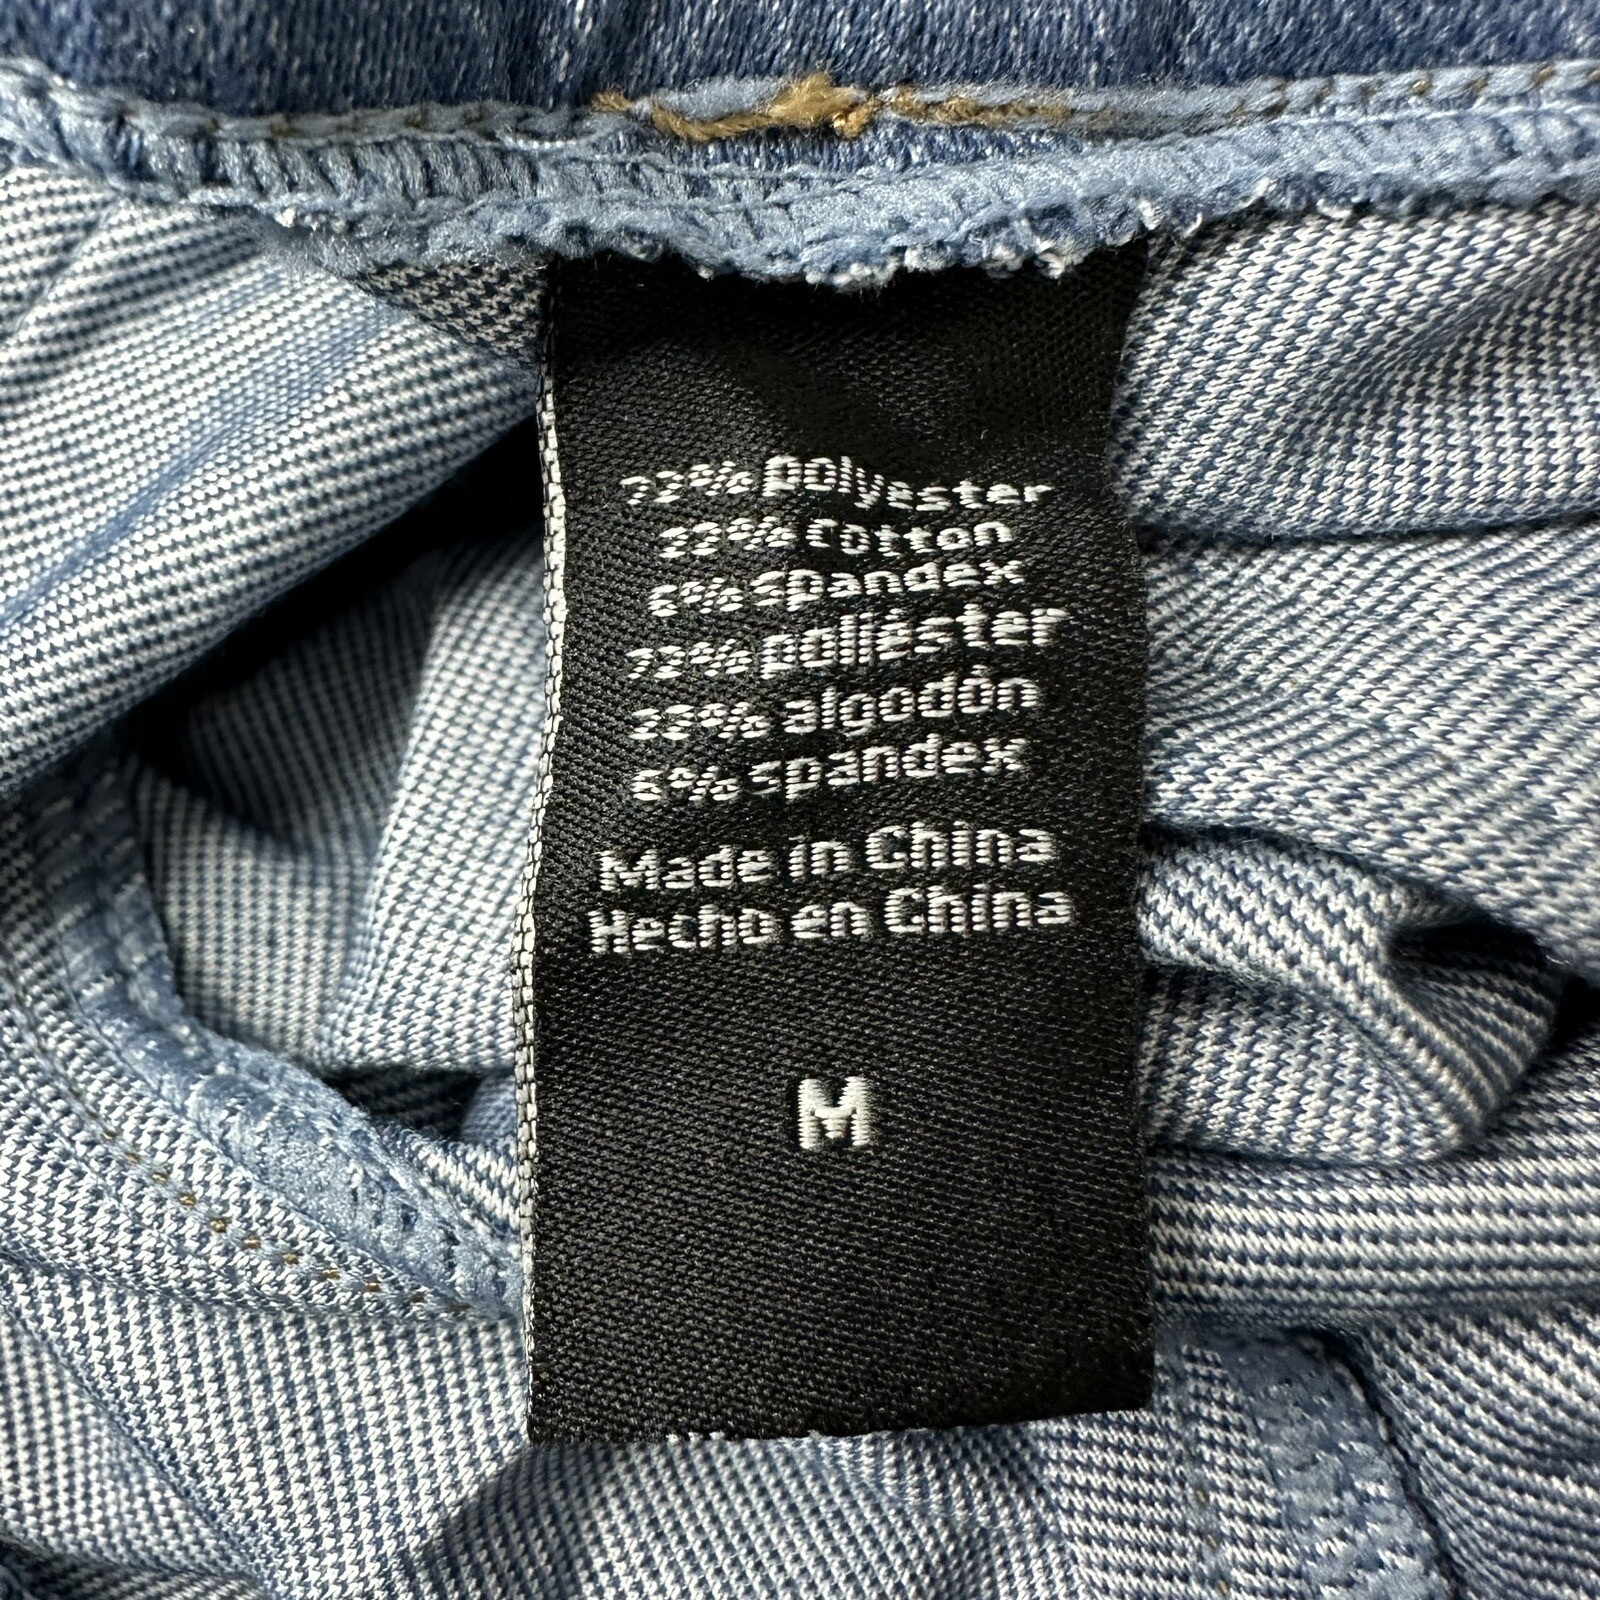 72% Polyester
22% Cotton
6% Spandex
72% poliéster
22% algodón
6% spandex
Made in China
Hecho en China
M